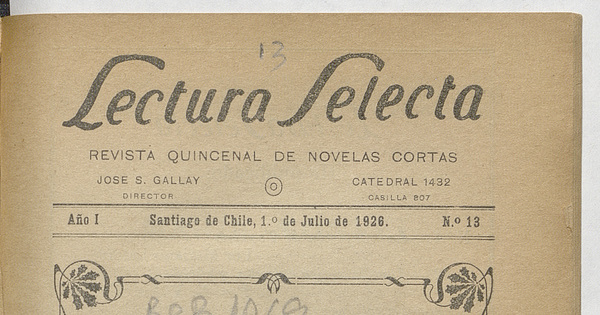 13
Lectura Selecta
REVISTA QUINCENAL DE NOVELAS CORTAS
JOSE S. GALLAY
DIRECTOR
CATEDRAL 1432
CASILLA 807
Año I Santiago de Chile, 1.º de Julio de 1926. N.º 13